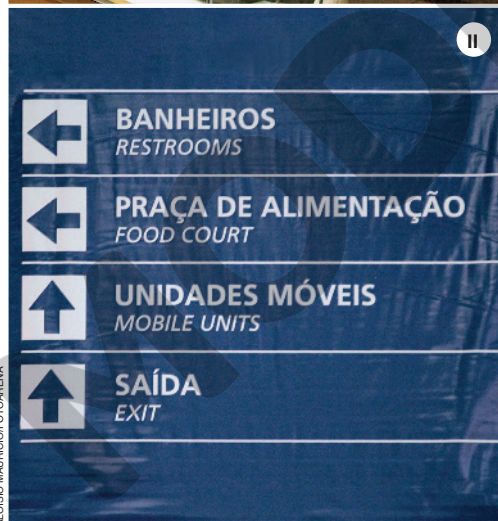 II
BANHEIROS
RESTROOMS
PRAÇA DE ALIMENTAÇÃO
FOOD COURT
UNIDADES MÓVEIS
MOBILE UNITS
SAÍDA
EXIT